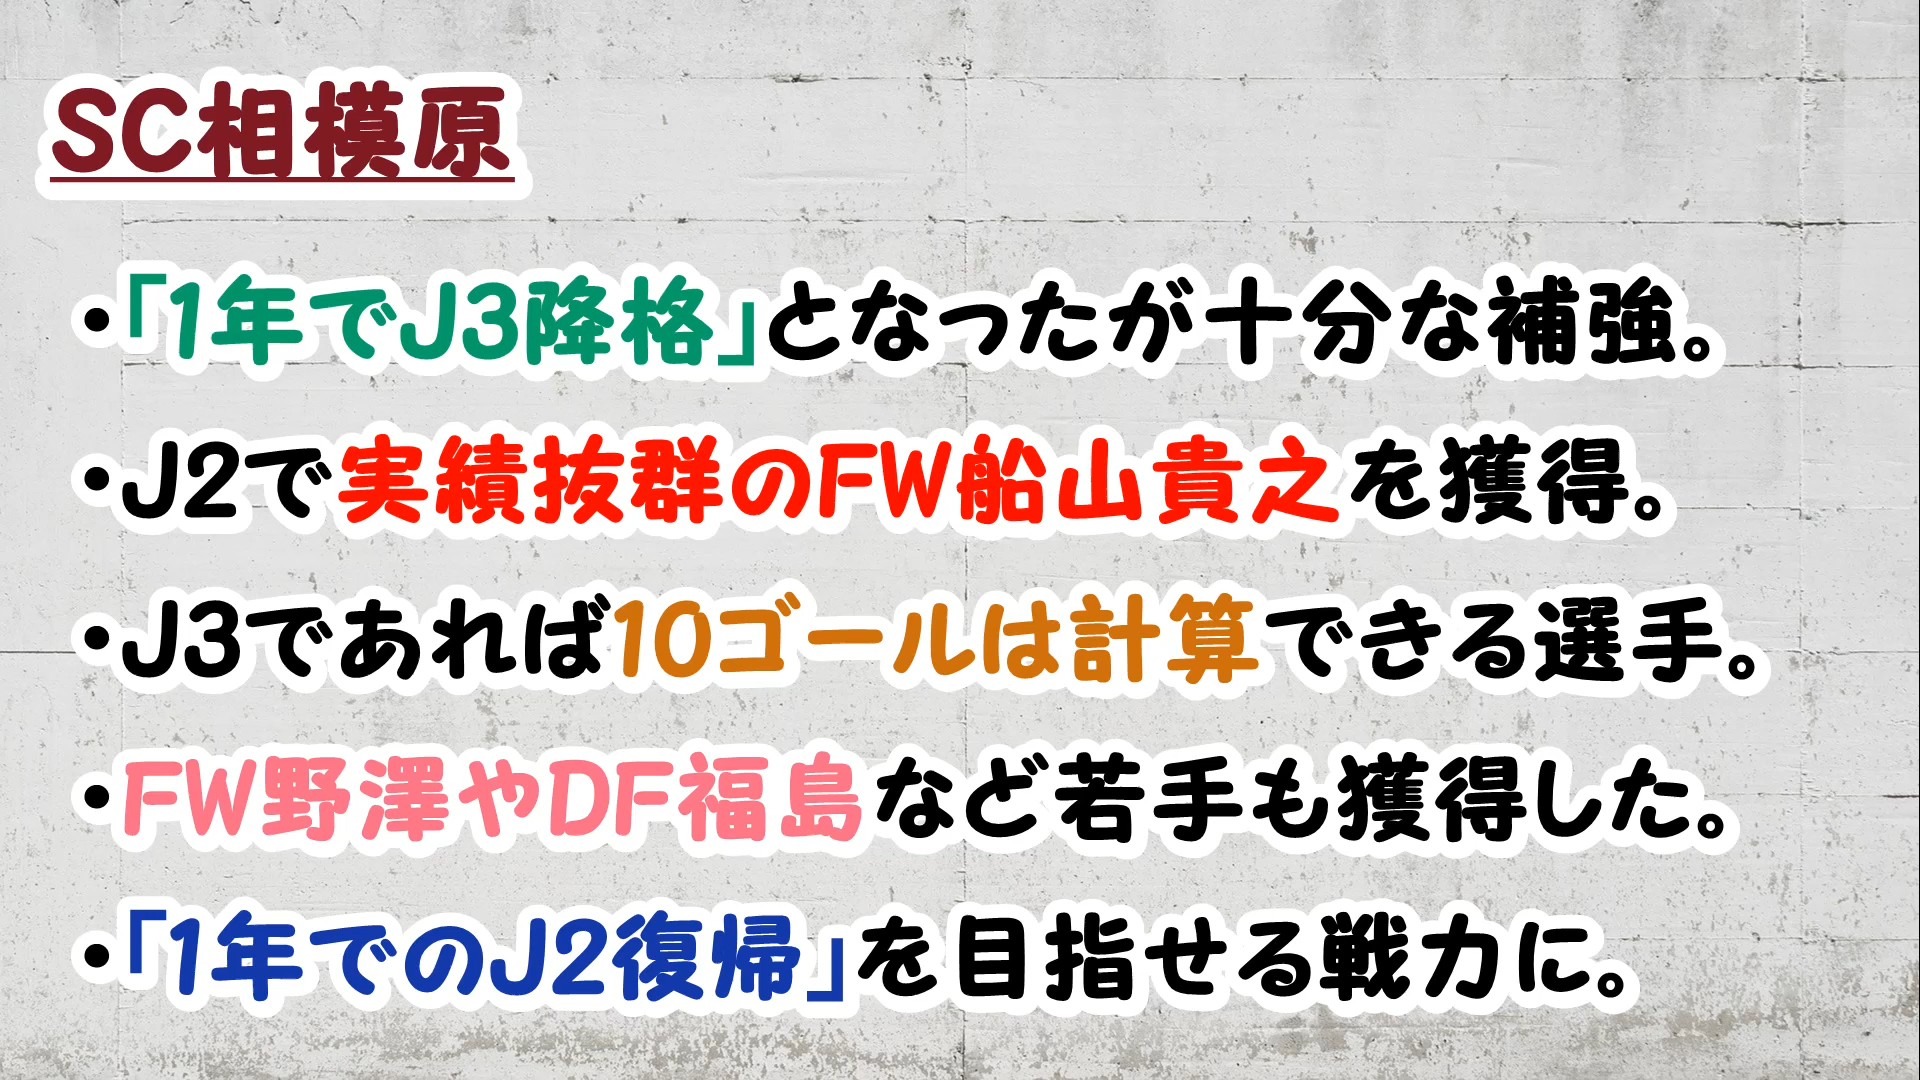 SC相模原
・「1年でJ3降格」となったが十分な補強。
・J2で実績抜群のFW船山貴之を獲得。
・J3であれば10ゴールは計算できる選手。
・FW野澤やDF福島など若手も獲得した。
・「1年でのJ2復帰」を目指せる戦力に。